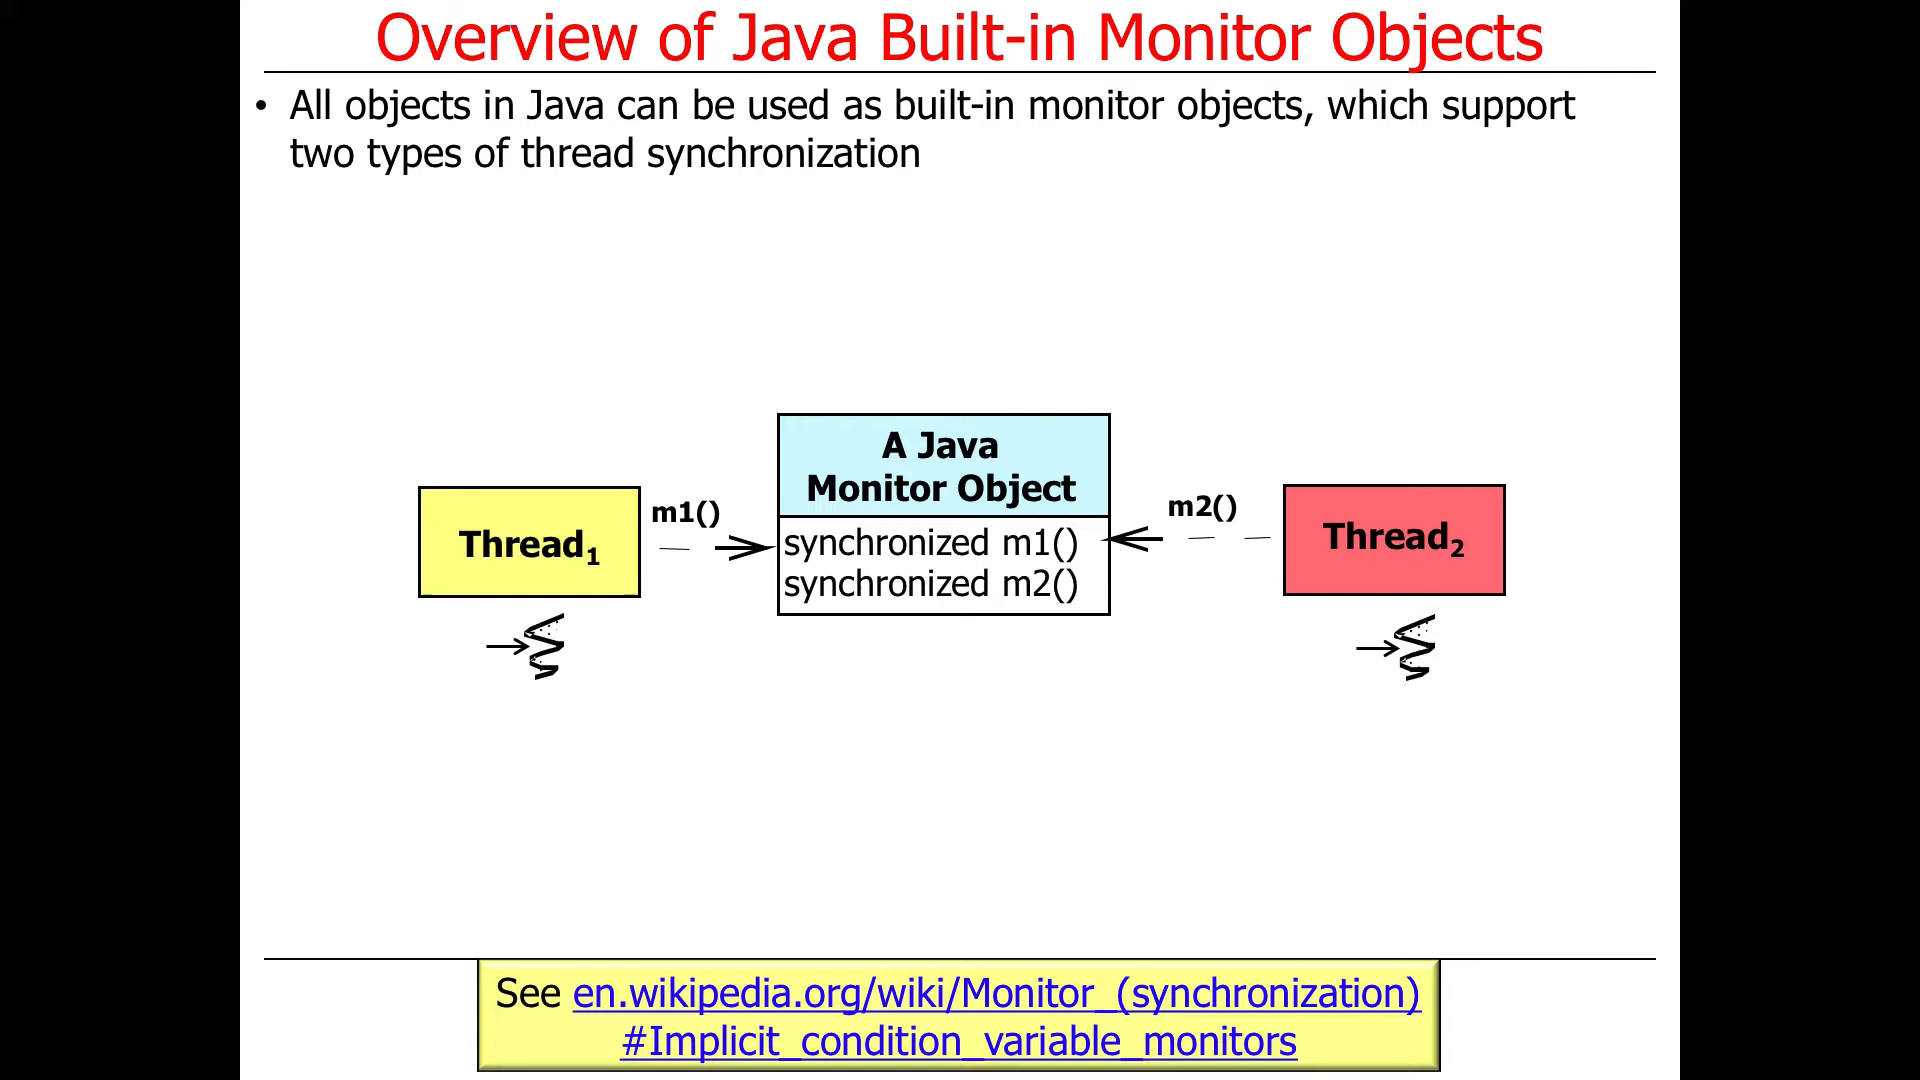 Overview of Java Built-in Monitor Objects
• All objects in Java can be used as built-in monitor objects, which support
two types of thread synchronization
A Java
Monitor Object
synchronized m1()
synchronized m2()
Thread1
m1()
m2()
Thread2
See en.wikipedia.org/wiki/Monitor_(synchronization)
#Implicit_condition_variable_monitors